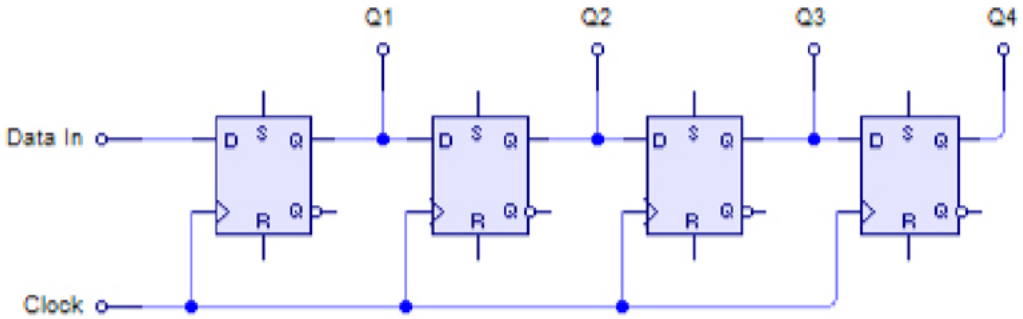 Q1 Q2 Q3 Q4
Data In D S Q D S Q D S Q D S Q
R Q R Q R Q R Q
Clock